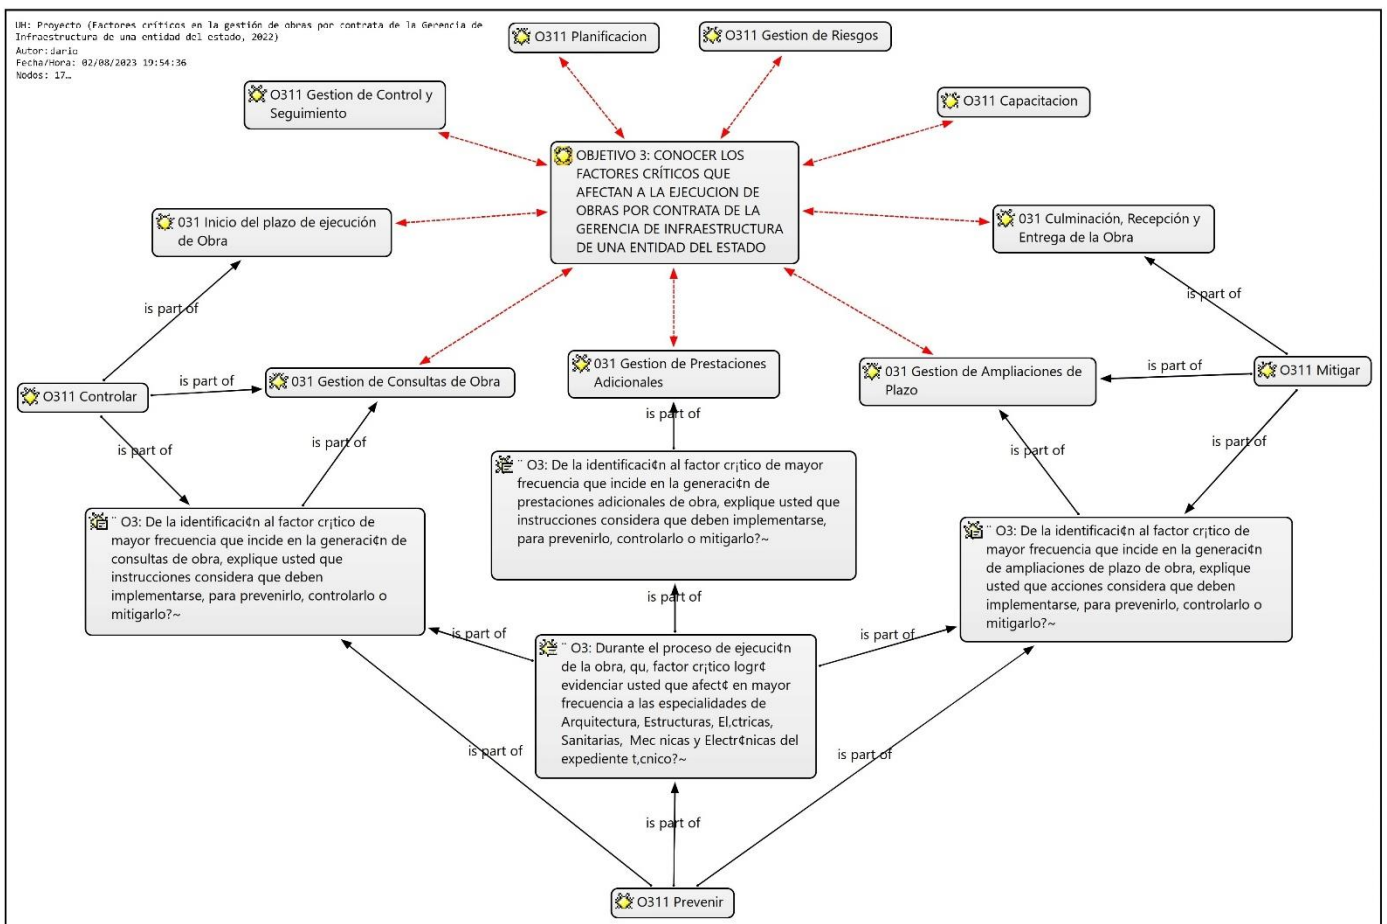 UH: Proyecto (Factores críticos en la gestión de obras por contrata de la Gerencia de
Infraestructura de una entidad del estado, 2022)
Autor: dario
Fecha/Hora: 02/08/2023 19:54:36
Nodos: 17…
O311 Planificacion
O311 Gestion de Riesgos
O311 Gestion de Control y
Seguimiento
O311 Capacitacion
OBJETIVO 3: CONOCER LOS
FACTORES CRÍTICOS QUE
AFECTAN A LA EJECUCION DE
OBRAS POR CONTRATA DE LA
GERENCIA DE INFRAESTRUCTURA
DE UNA ENTIDAD DEL ESTADO
031 Inicio del plazo de ejecución
de Obra
031 Culminación, Recepción y
Entrega de la Obra
is part of
is part of
031 Gestion de Consultas de Obra
031 Gestion de Prestaciones
Adicionales
031 Gestion de Ampliaciones de
Plazo
O311 Controlar
is part of
is part of
O311 Mitigar
is part of
is part of
is part of
is part of
is part of
¨ O3: De la identificaci¢n al factor cr¡tico de
mayor frecuencia que incide en la generaci¢n de
consultas de obra, explique usted que
instrucciones considera que deben
implementarse, para prevenirlo, controlarlo o
mitigarlo?~
¨ O3: De la identificaci¢n al factor cr¡tico de mayor
frecuencia que incide en la generaci¢n de
prestaciones adicionales de obra, explique usted que
instrucciones considera que deben implementarse,
para prevenirlo, controlarlo o mitigarlo?~
¨ O3: De la identificaci¢n al factor cr¡tico de
mayor frecuencia que incide en la generaci¢n
de ampliaciones de plazo de obra, explique
usted que acciones considera que deben
implementarse, para prevenirlo, controlarlo o
mitigarlo?~
is part of
is part of
is part of
¨ O3: Durante el proceso de ejecuci¢n
de la obra, qu‚ factor cr¡tico logr¢
evidenciar usted que afect¢ en mayor
frecuencia a las especialidades de
Arquitectura, Estructuras, El‚ctricas,
Sanitarias, Mec nicas y Electr¢nicas del
expediente t‚cnico?~
is part of
is part of
is part of
O311 Prevenir